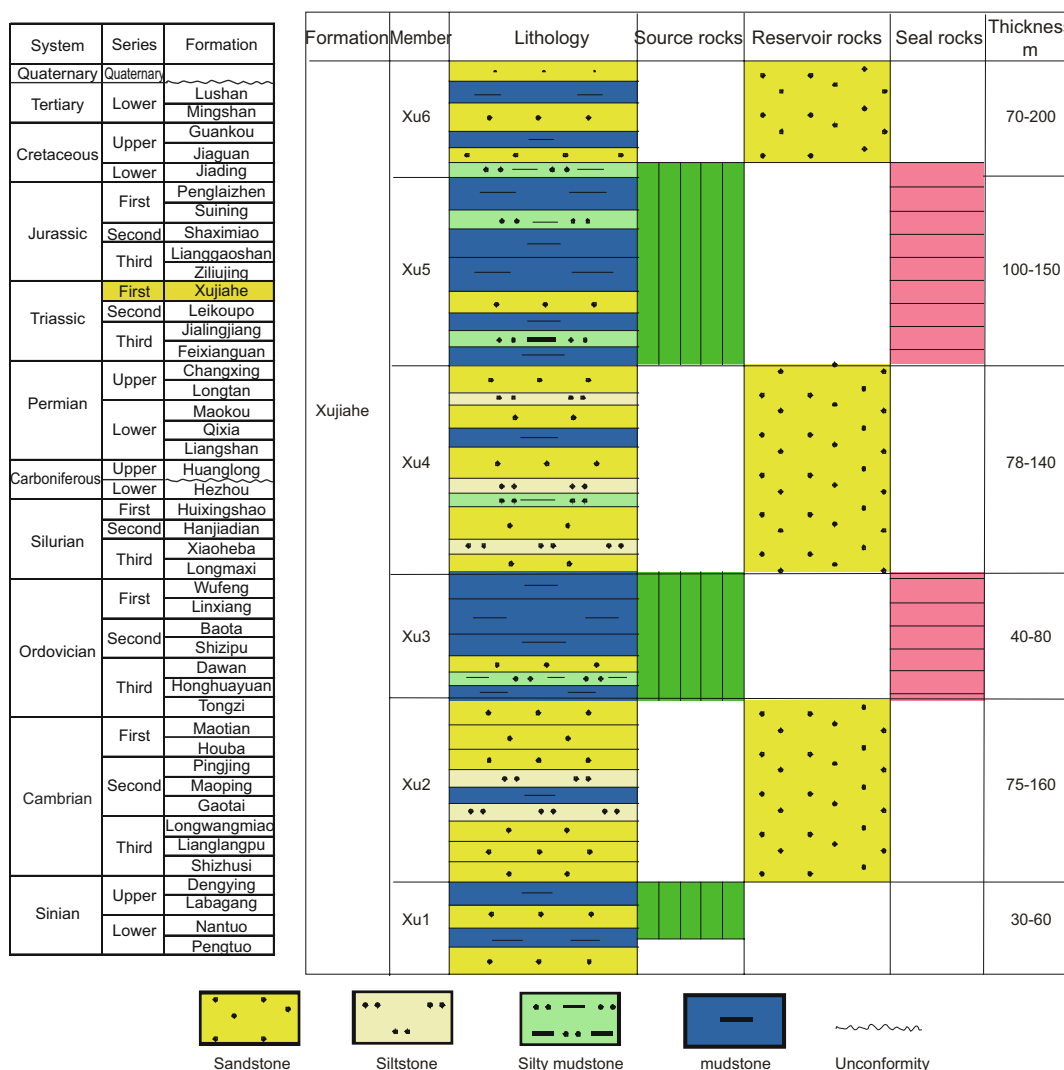 System Series Formation
Quaternary Quaternary
Tertiary Lower Lushan
Mingshan
Cretaceous Upper Guankou
Jiaguan
Lower Jiading
Jurassic First Penglaizhen
Suining
Second Shaximiao
Third Lianggaoshan
Ziliujing
Triassic First Xujiahe
Second Leikoupo
Third Jialingjiang
Feixianguan
Permian Upper Changxing
Longtan
Lower Maokou
Qixia
Liangshan
Carboniferous Upper Huanglong
Lower Hezhou
Silurian First Huixingshao
Second Hanjiadian
Third Xiaoheba
Longmaxi
Ordovician First Wufeng
Linxiang
Second Baota
Shizipu
Third Dawan
Honghuayuan
Tongzi
Cambrian First Maotian
Houba
Second Pingjing
Maoping
Gaotai
Third Longwangmiao
Lianglangpu
Shizhusi
Sinian Upper Dengying
Labagang
Lower Nantuo
Pengtuo
Formation Member Lithology Source rocks Reservoir rocks Seal rocks Thickness
m
Xujiahe
Xu6 70-200
Xu5 100-150
Xu4 78-140
Xu3 40-80
Xu2 75-160
Xu1 30-60
Sandstone Siltstone Silty mudstone mudstone Unconformity